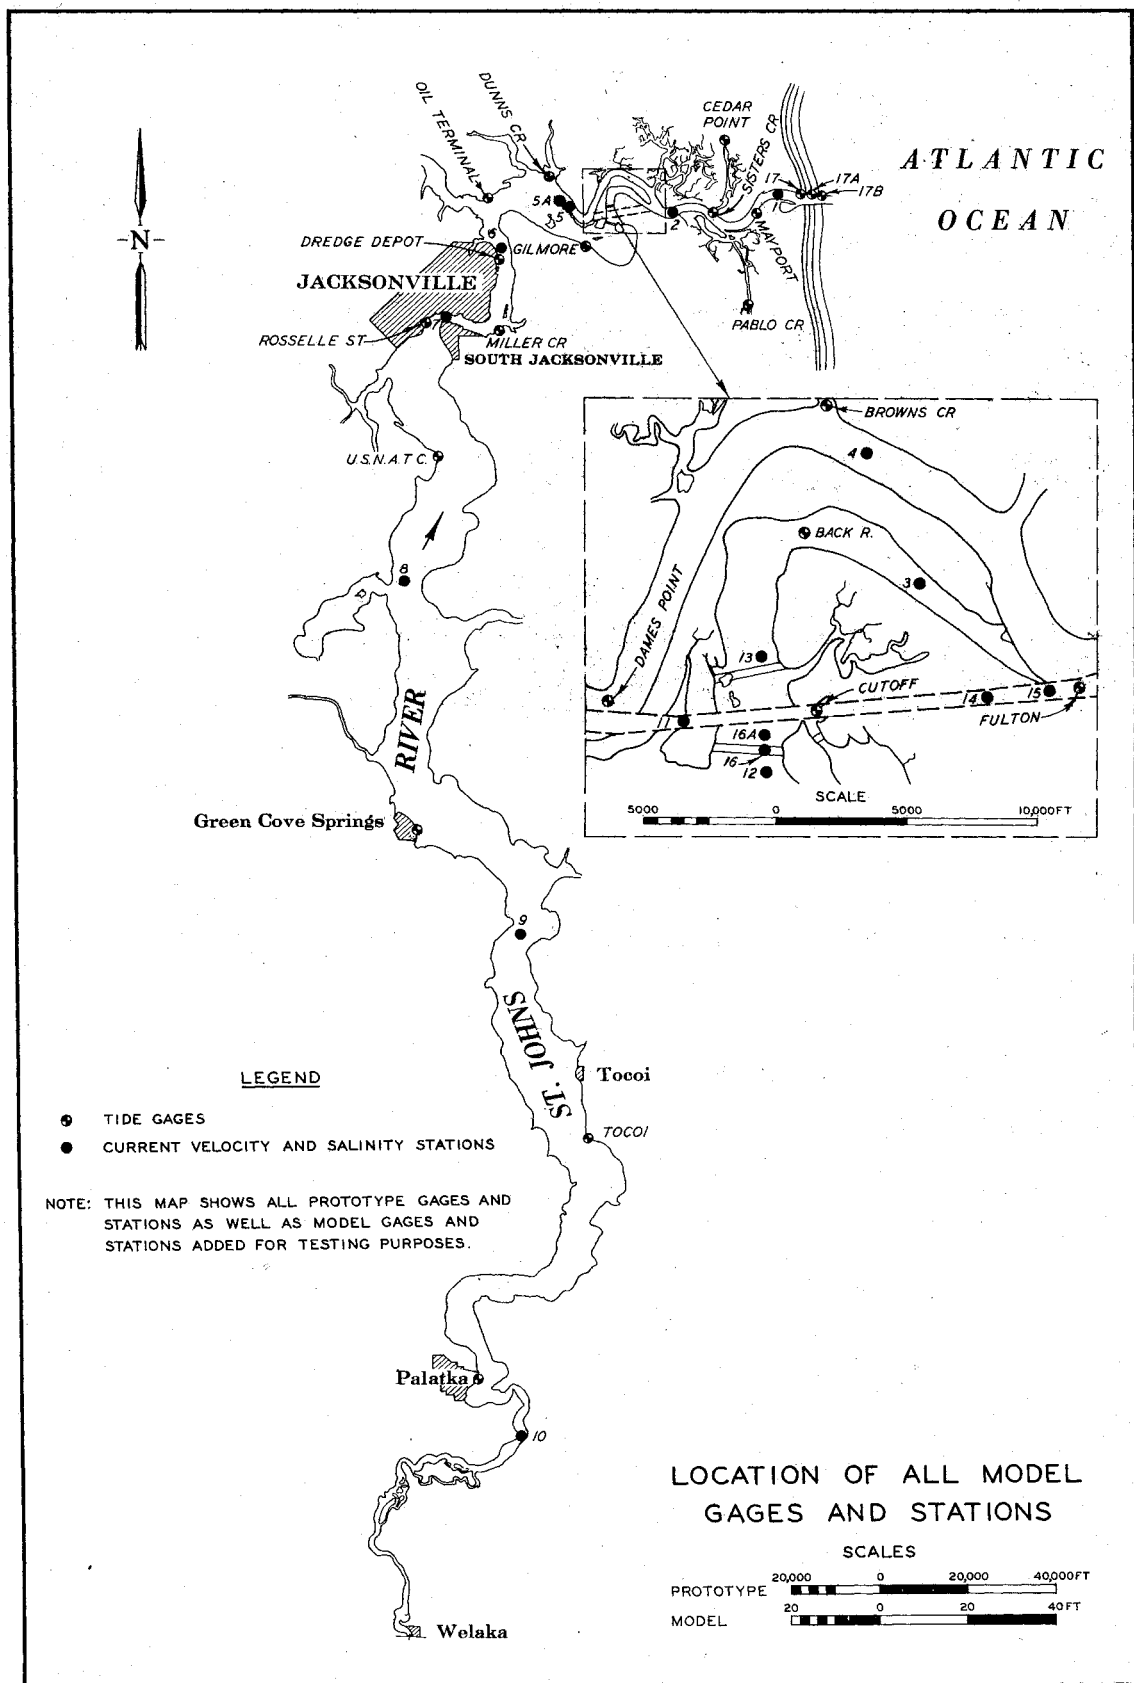 DUNNS CR
OIL TERMINAL
CEDAR
POINT
SISTERS CR
ATLANTIC
OCEAN
17
17A
17B
1
5A
5
2
MAYPORT
-N-
6
DREDGE DEPOT
GILMORE
JACKSONVILLE
PABLO CR
ROSSELLE ST
7
MILLER CR
SOUTH JACKSONVILLE
U.S.N.A.T.C.
BROWNS CR
4
BACK R.
3
8
DAMES POINT
13
CUTOFF
14
15
FULTON
16A
16
12
SCALE
5000 0 5000 10,000FT
RIVER
Green Cove Springs
9
ST. JOHNS
Tocoi
TOCOI
LEGEND
TIDE GAGES
CURRENT VELOCITY AND SALINITY STATIONS
NOTE: THIS MAP SHOWS ALL PROTOTYPE GAGES AND
STATIONS AS WELL AS MODEL GAGES AND
STATIONS ADDED FOR TESTING PURPOSES.
Palatka
10
Welaka
LOCATION OF ALL MODEL
GAGES AND STATIONS
SCALES
PROTOTYPE 20,000 0 20,000 40,000FT
MODEL 20 0 20 40 FT